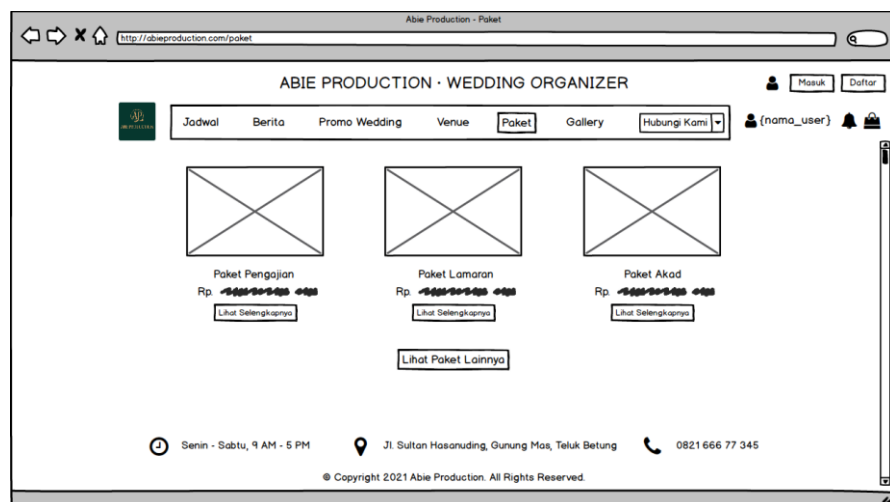 Abie Production - Paket
http://abieproduction.com/paket
ABIE PRODUCTION · WEDDING ORGANIZER
Masuk Daftar
Jadwal Berita Promo Wedding Venue Paket Gallery Hubungi Kami {nama_user}
Paket Pengajian Paket Lamaran Paket Akad
Rp. Rp. Rp.
Lihat Selengkapnya Lihat Selengkapnya Lihat Selengkapnya
Lihat Paket Lainnya
Senin - Sabtu, 9 AM - 5 PM Jl. Sultan Hasanuding, Gunung Mas, Teluk Betung 0821 666 77 345
© Copyright 2021 Abie Production. All Rights Reserved.